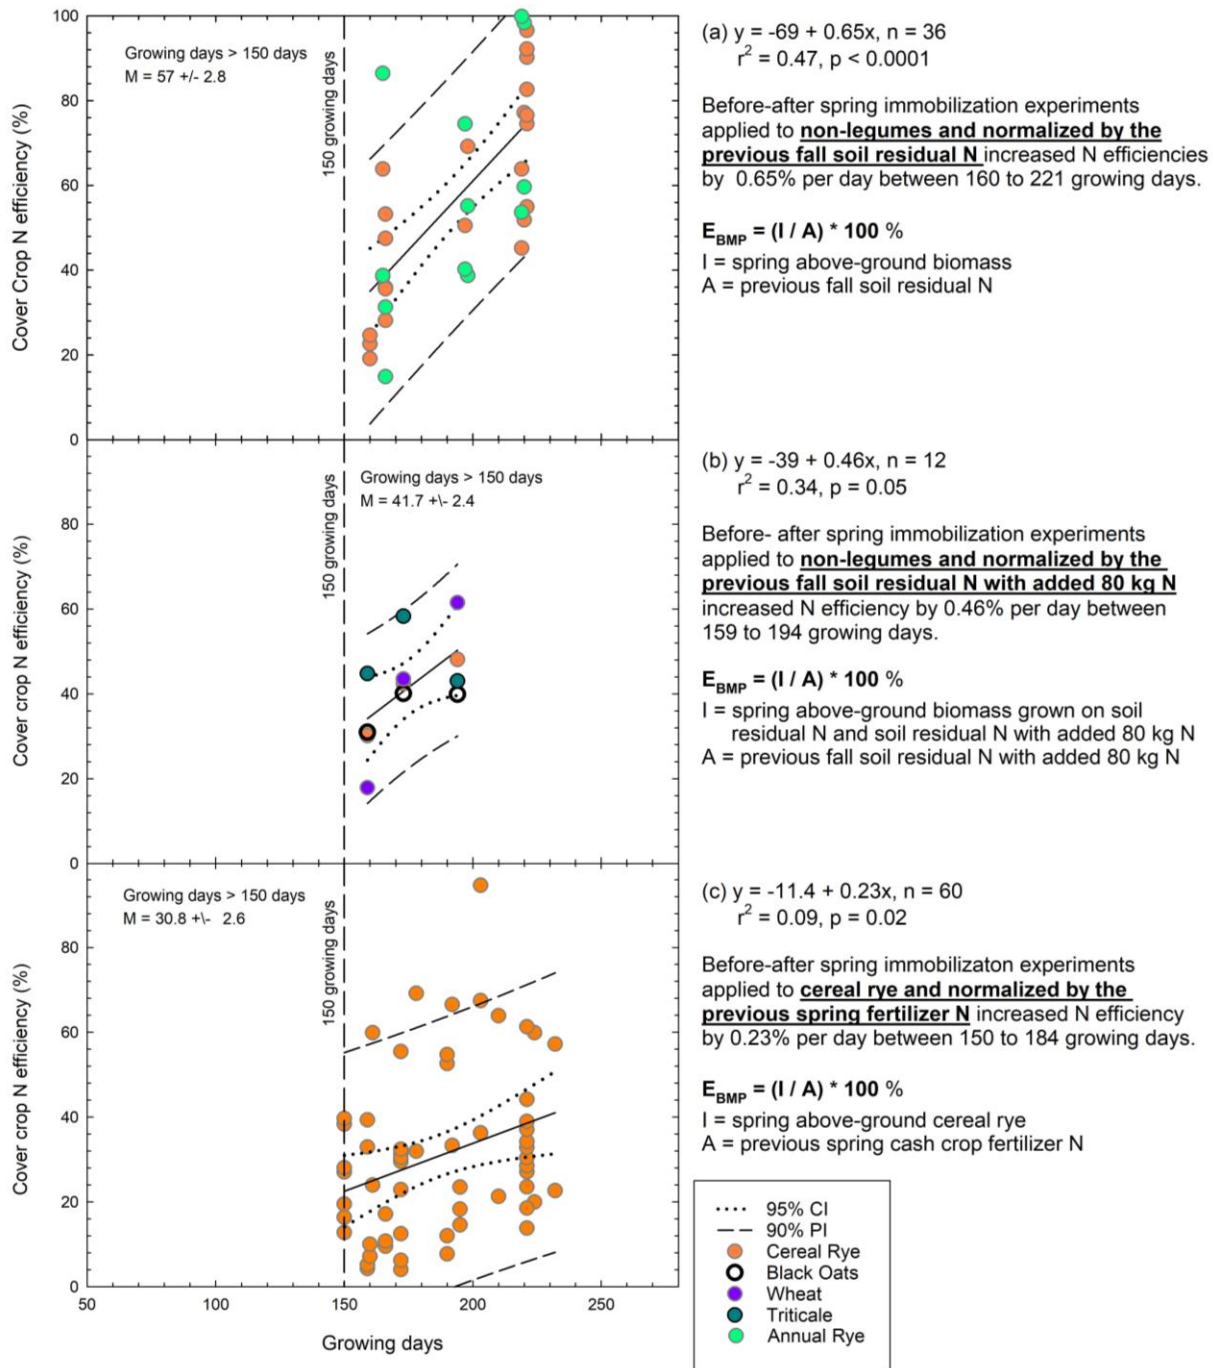 100
80
60
40
20
0
Cover Crop N efficiency (%)
Growing days > 150 days
M = 57 +/- 2.8
150 growing days
(a) y = -69 + 0.65x, n = 36
r² = 0.47, p < 0.0001
Before-after spring immobilization experiments
applied to non-legumes and normalized by the
previous fall soil residual N increased N efficiencies
by 0.65% per day between 160 to 221 growing days.
E_BMP = (I / A) * 100 %
I = spring above-ground biomass
A = previous fall soil residual N
80
60
40
20
0
Cover crop N efficiency (%)
150 growing days
Growing days > 150 days
M = 41.7 +\- 2.4
(b) y = -39 + 0.46x, n = 12
r² = 0.34, p = 0.05
Before- after spring immobilization experiments
applied to non-legumes and normalized by the
previous fall soil residual N with added 80 kg N
increased N efficiency by 0.46% per day between
159 to 194 growing days.
E_BMP = (I / A) * 100 %
I = spring above-ground biomass grown on soil
residual N and soil residual N with added 80 kg N
A = previous fall soil residual N with added 80 kg N
80
60
40
20
0
Cover crop N efficiency (%)
Growing days > 150 days
M = 30.8 +\- 2.6
150 growing days
50
100
150
200
250
Growing days
(c) y = -11.4 + 0.23x, n = 60
r² = 0.09, p = 0.02
Before-after spring immobilizaton experiments
applied to cereal rye and normalized by the
previous spring fertilizer N increased N efficiency
by 0.23% per day between 150 to 184 growing days.
E_BMP = (I / A) * 100 %
I = spring above-ground cereal rye
A = previous spring cash crop fertilizer N
95% CI
90% PI
Cereal Rye
Black Oats
Wheat
Triticale
Annual Rye